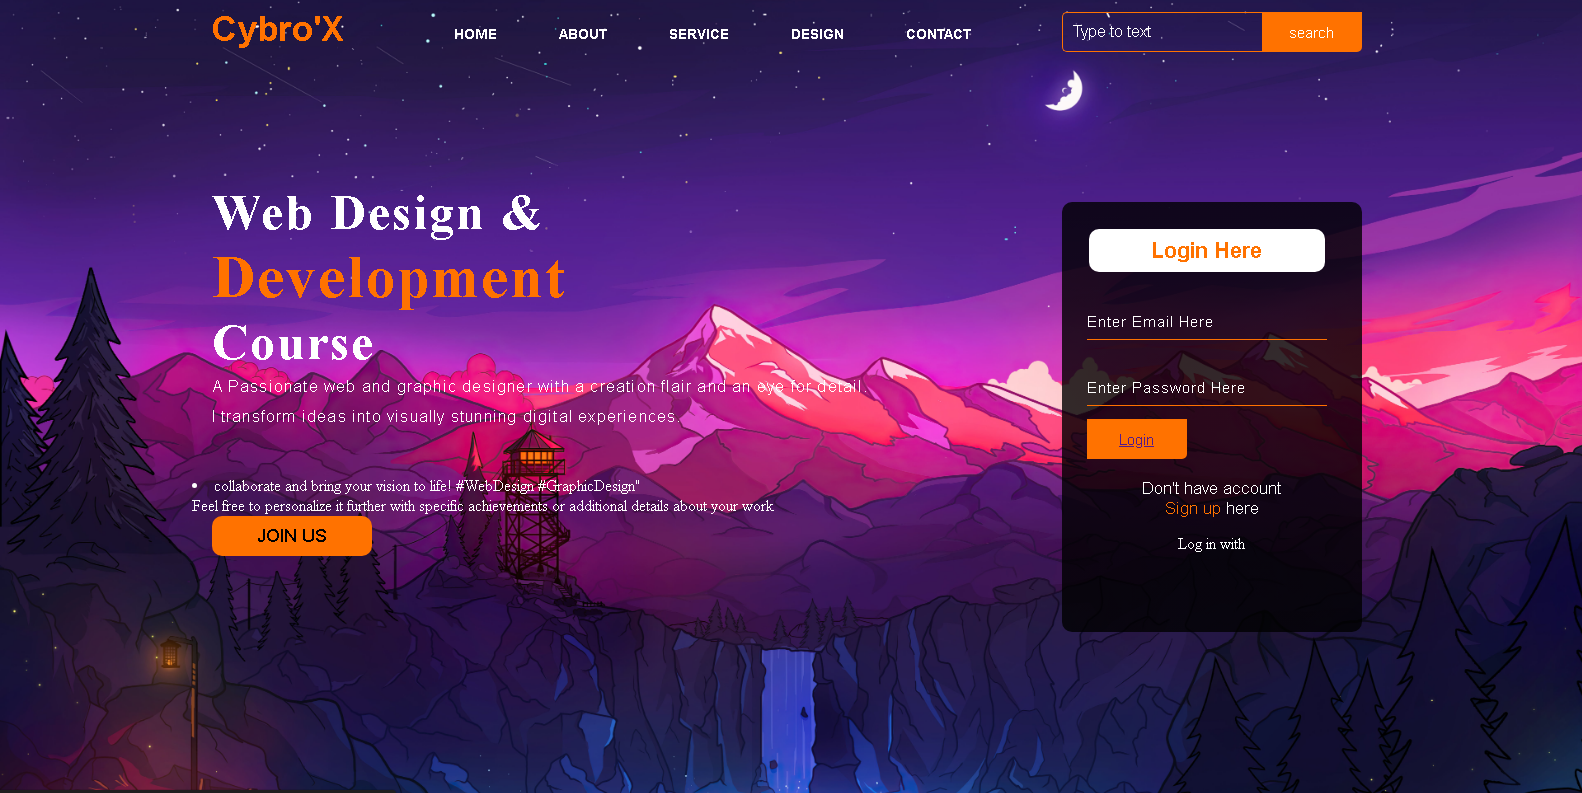 Cybro'X
HOME ABOUT SERVICE DESIGN CONTACT
Type to text search
Web Design &
Development
Course
A Passionate web and graphic designer with a creation flair and an eye for detail.
I transform ideas into visually stunning digital experiences.
• collaborate and bring your vision to life! #WebDesign #GraphicDesign"
Feel free to personalize it further with specific achievements or additional details about your work.
JOIN US
Login Here
Enter Email Here
Enter Password Here
Login
Don't have account
Sign up here
Log in with